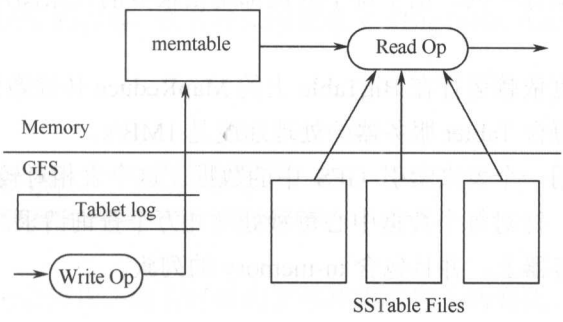 memtable
Read Op
Memory
GFS
Tablet log
Write Op
SSTable Files